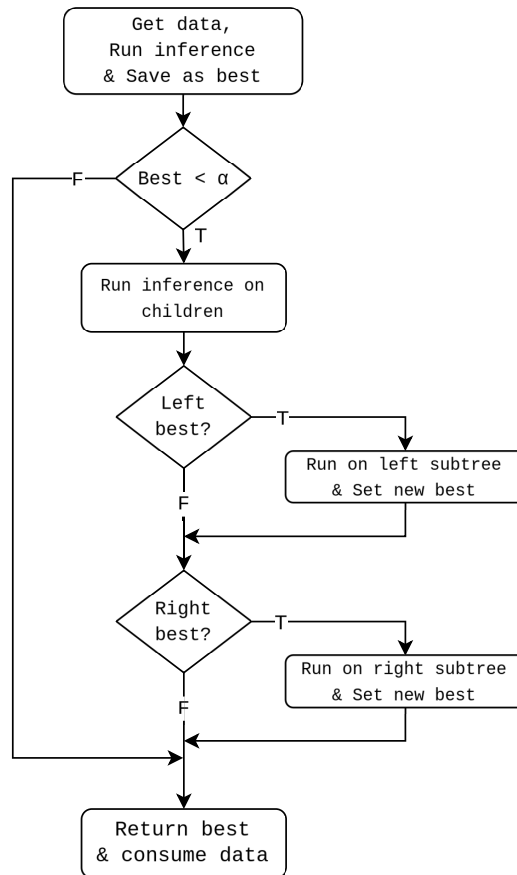 Get data,
Run inference
& Save as best
Best < α
F
T
Run inference on
children
Left
best?
T
Run on left subtree
& Set new best
F
Right
best?
T
Run on right subtree
& Set new best
F
Return best
& consume data